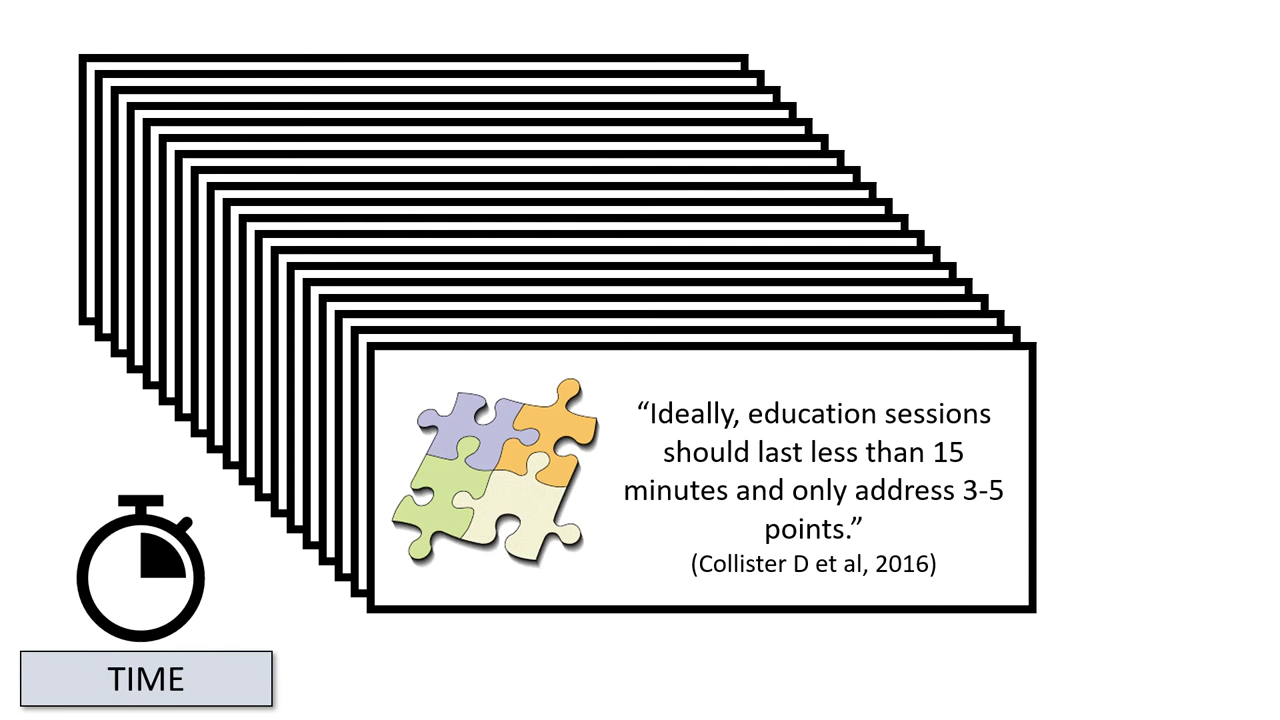 “Ideally, education sessions
should last less than 15
minutes and only address 3-5
points.”
(Collister D et al, 2016)
TIME